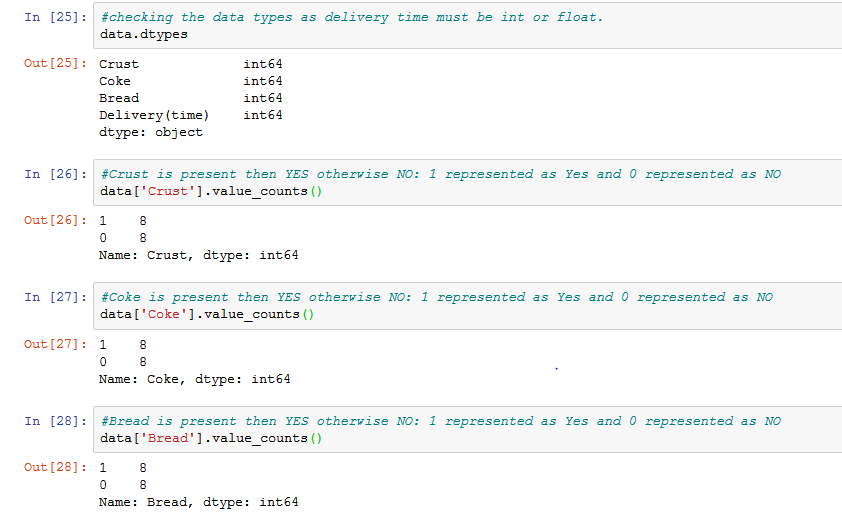 In [25]: #checking the data types as delivery time must be int or float.
data.dtypes
Out[25]: Crust int64
Coke int64
Bread int64
Delivery(time) int64
dtype: object
In [26]: #Crust is present then YES otherwise NO: 1 represented as Yes and 0 represented as NO
data['Crust'].value_counts()
Out[26]: 1 8
0 8
Name: Crust, dtype: int64
In [27]: #Coke is present then YES otherwise NO: 1 represented as Yes and 0 represented as NO
data['Coke'].value_counts()
Out[27]: 1 8
0 8
Name: Coke, dtype: int64
In [28]: #Bread is present then YES otherwise NO: 1 represented as Yes and 0 represented as NO
data['Bread'].value_counts()
Out[28]: 1 8
0 8
Name: Bread, dtype: int64